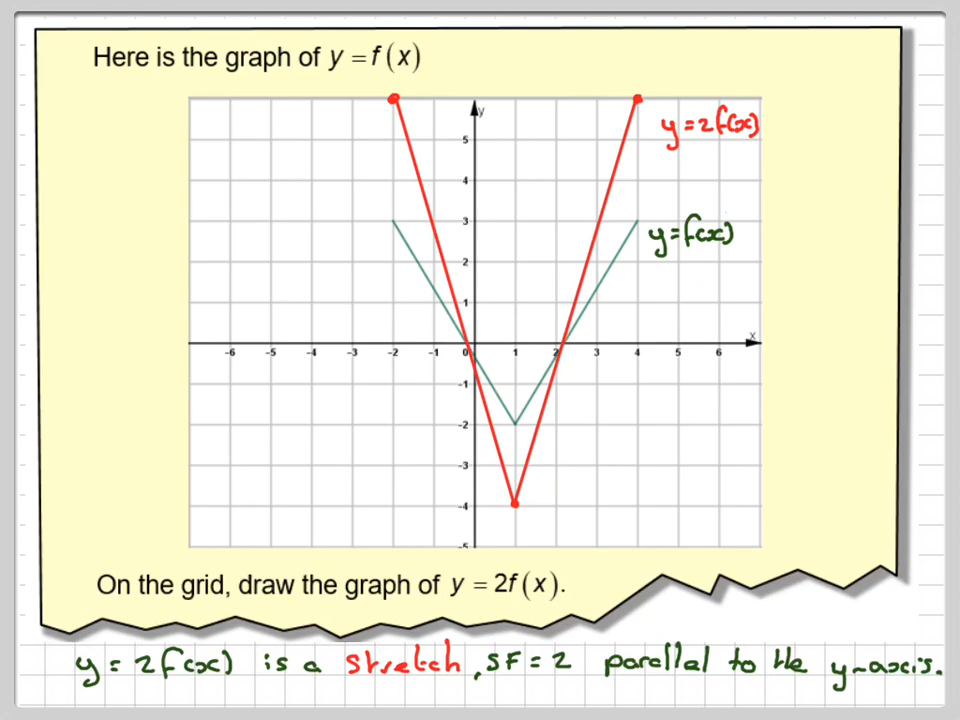 Here is the graph of y = f(x)
y
5
4
3
2
1
-6 -5 -4 -3 -2 -1 0 1 2 3 4 5 6 x
-1
-2
-3
-4
-5
y = 2f(x)
y = f(x)
On the grid, draw the graph of y = 2f(x).
y = 2f(x) is a stretch, SF = 2 parallel to the y-axis.